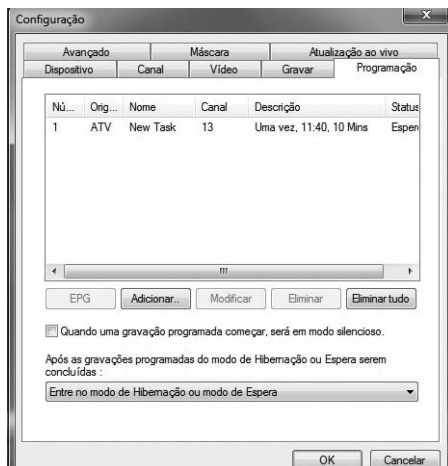 Configuração
x
Avançado Máscara Atualização ao vivo
Dispositivo Canal Vídeo Gravar Programação
Nú... Orig... Nome Canal Descrição Status
1 ATV New Task 13 Uma vez, 11:40, 10 Mins Esper
EPG Adicionar.. Modificar Eliminar Eliminar tudo
Quando uma gravação programada começar, será em modo silencioso.
Após as gravações programadas do modo de Hibernação ou Espera serem
concluídas :
Entre no modo de Hibernação ou modo de Espera
OK Cancelar